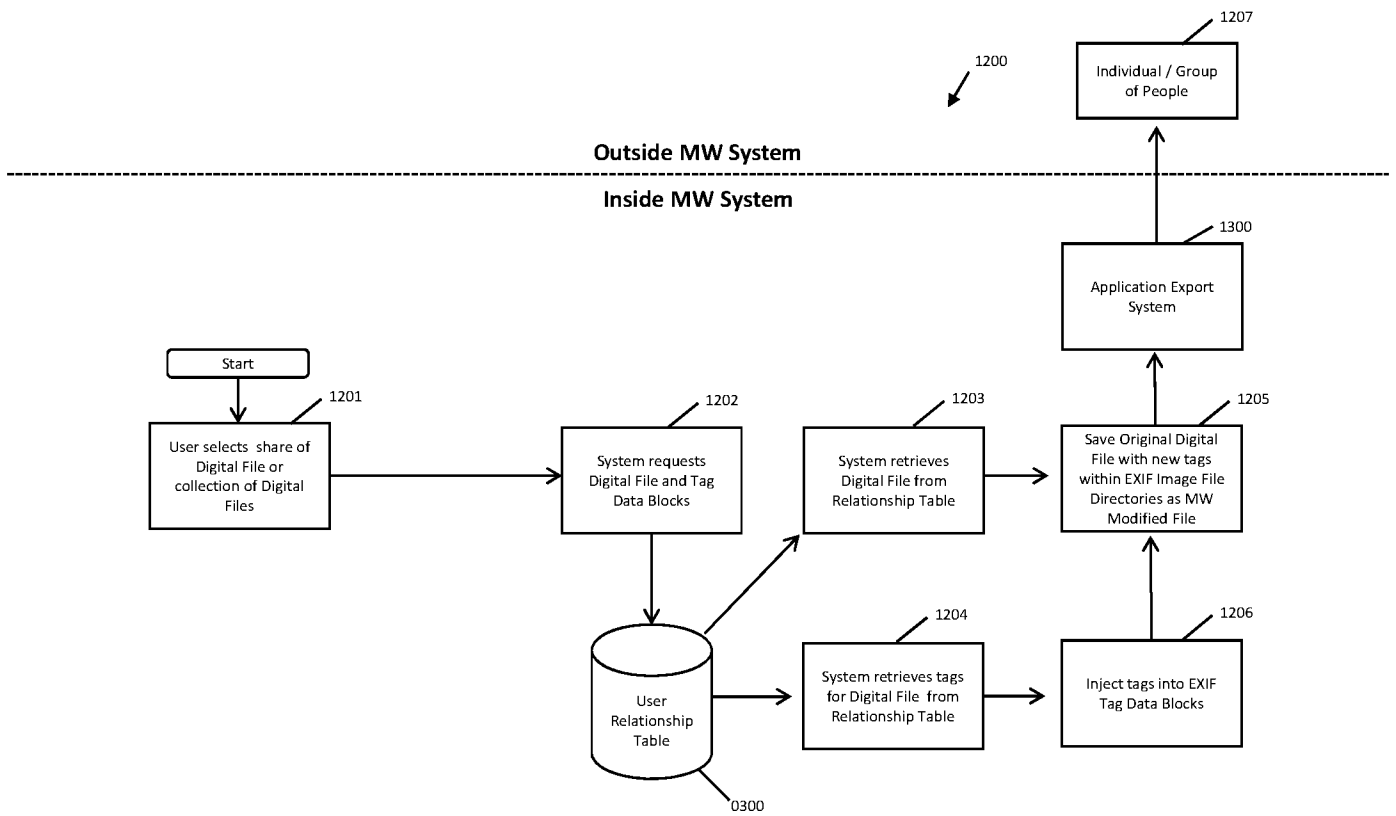 1207
Individual / Group
of People
1200
Outside MW System
Inside MW System
1300
Application Export
System
Start
1201
User selects share of
Digital File or
collection of Digital
Files
1202
System requests
Digital File and Tag
Data Blocks
1203
System retrieves
Digital File from
Relationship Table
1205
Save Original Digital
File with new tags
within EXIF Image File
Directories as MW
Modified File
User
Relationship
Table
0300
1204
System retrieves tags
for Digital File from
Relationship Table
1206
Inject tags into EXIF
Tag Data Blocks